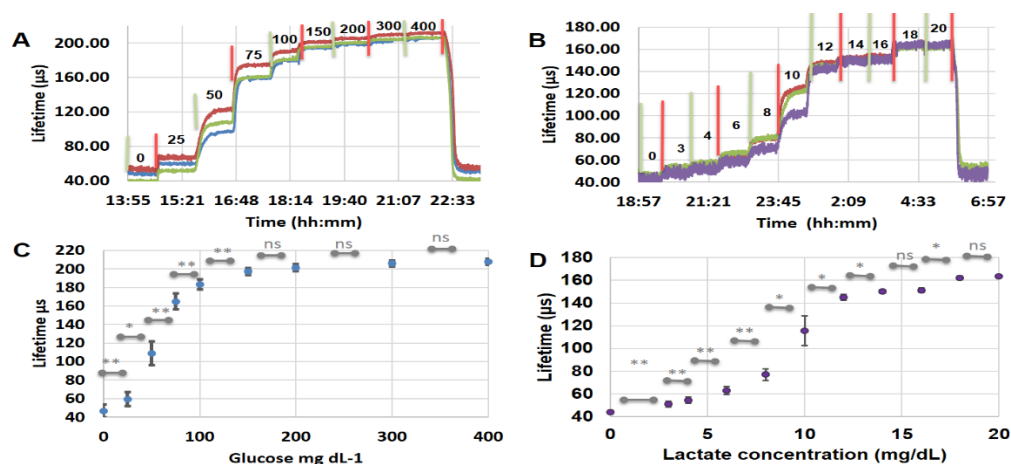 A
Lifetime (µs)
200.00
160.00
120.00
80.00
40.00
0 25 50 75 100 150 200 300 400
13:55 15:21 16:48 18:14 19:40 21:07 22:33
Time (hh:mm)
B
Lifetime (µs)
160.00
140.00
120.00
100.00
80.00
60.00
40.00
0 3 4 6 8 10 12 14 16 18 20
18:57 21:21 23:45 2:09 4:33 6:57
Time (hh:mm)
C
Lifetime µs
220
200
180
160
140
120
100
80
60
40
** * ** ** ** ns ns ns
0 100 200 300 400
Glucose mg dL-1
D
Lifetime (µs)
180
160
140
120
100
80
60
40
** ** ** ** * * * ns * ns
0 5 10 15 20
Lactate concentration (mg/dL)